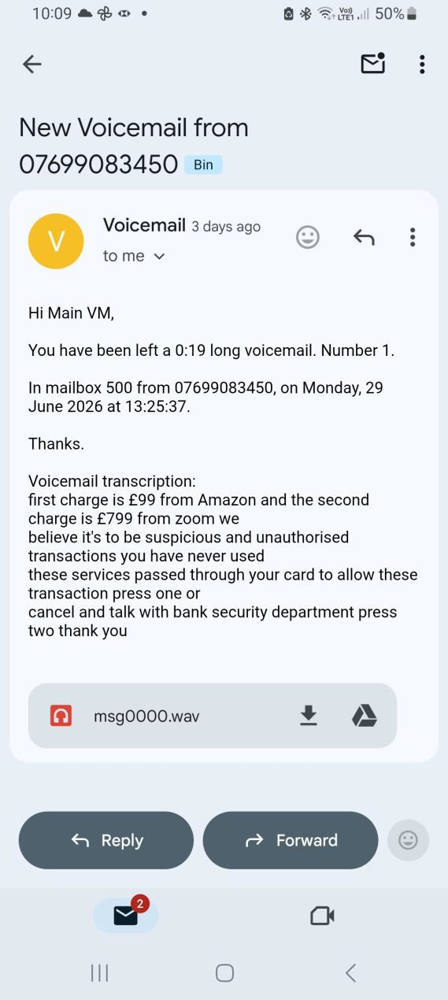 10:09
Vo)) LTE1 50%
New Voicemail from
07699083450 Bin
V
Voicemail 3 days ago
to me
Hi Main VM,
You have been left a 0:19 long voicemail. Number 1.
In mailbox 500 from 07699083450, on Monday, 29
June 2026 at 13:25:37.
Thanks.
Voicemail transcription:
first charge is £99 from Amazon and the second
charge is £799 from zoom we
believe it's to be suspicious and unauthorised
transactions you have never used
these services passed through your card to allow these
transaction press one or
cancel and talk with bank security department press
two thank you
msg0000.wav
Reply
Forward
2